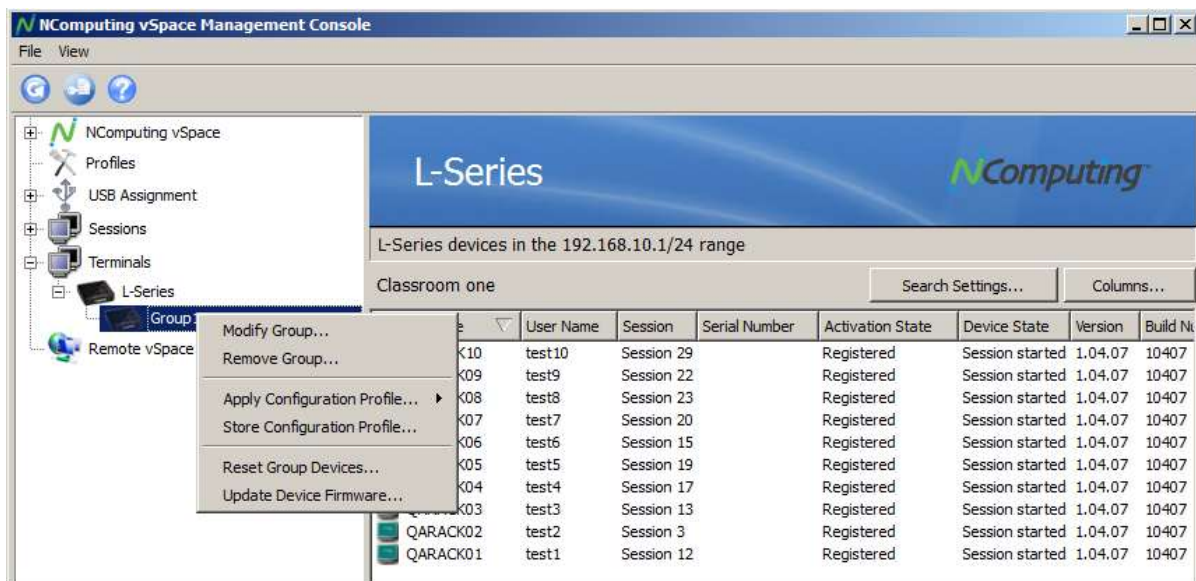 NComputing vSpace Management Console
File View
NComputing vSpace
Profiles
USB Assignment
Sessions
Terminals
L-Series
Group1
Remote vSpace
Modify Group...
Remove Group...
Apply Configuration Profile...
Store Configuration Profile...
Reset Group Devices...
Update Device Firmware...
L-Series NComputing
L-Series devices in the 192.168.10.1/24 range
Classroom one Search Settings... Columns...
User Name Session Serial Number Activation State Device State Version Build Nu
K10 test10 Session 29 Registered Session started 1.04.07 10407
K09 test9 Session 22 Registered Session started 1.04.07 10407
K08 test8 Session 23 Registered Session started 1.04.07 10407
K07 test7 Session 20 Registered Session started 1.04.07 10407
K06 test6 Session 15 Registered Session started 1.04.07 10407
K05 test5 Session 19 Registered Session started 1.04.07 10407
K04 test4 Session 17 Registered Session started 1.04.07 10407
QARACK03 test3 Session 13 Registered Session started 1.04.07 10407
QARACK02 test2 Session 3 Registered Session started 1.04.07 10407
QARACK01 test1 Session 12 Registered Session started 1.04.07 10407